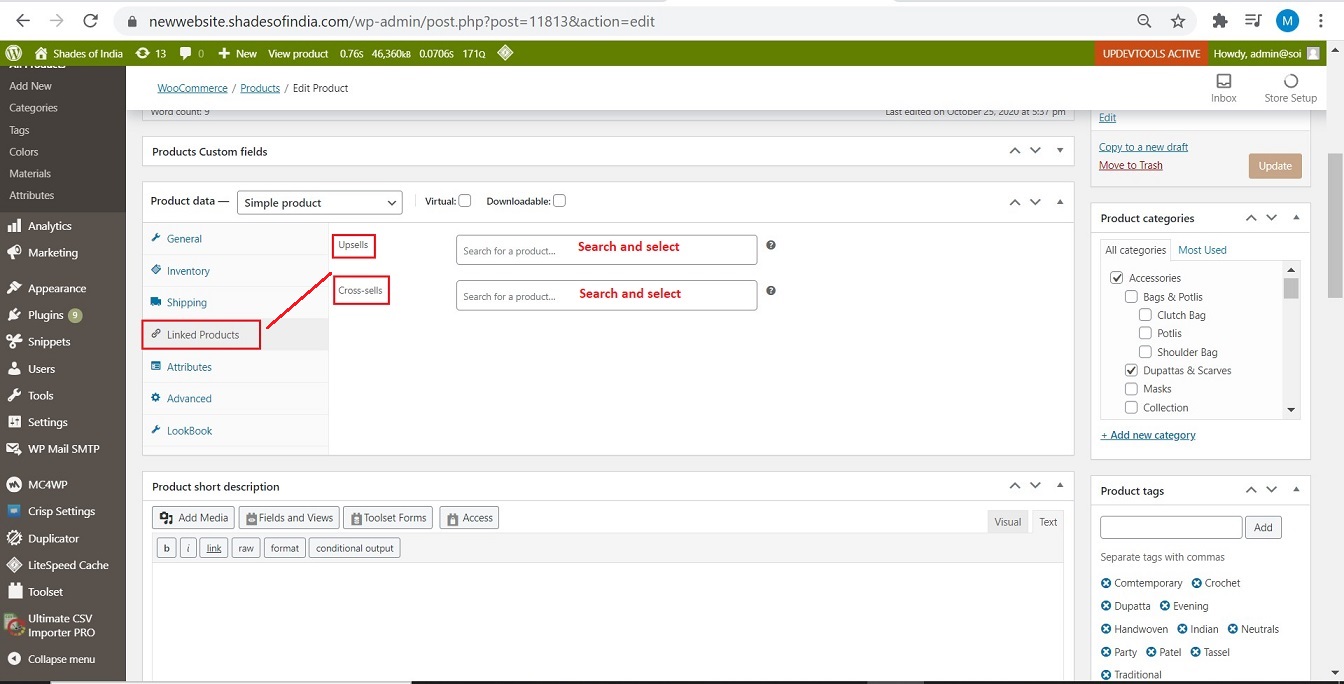 newwebsite.shadesofindia.com/wp-admin/post.php?post=11813&action=edit
M
Shades of India 13 0 New View product 0.76s 46,360kB 0.0706s 171Q UPDEVTOOLS ACTIVE Howdy, admin@soi
All Products
Add New
Categories
Tags
Colors
Materials
Attributes
Analytics
Marketing
Appearance
Plugins 9
Snippets
Users
Tools
Settings
WP Mail SMTP
MC4WP
Crisp Settings
Duplicator
LiteSpeed Cache
Toolset
Ultimate CSV
Importer PRO
Collapse menu
WooCommerce / Products / Edit Product
Inbox
Store Setup
Word count: 9
Last edited on October 25, 2020 at 5:37 pm
Products Custom fields
Product data — Simple product Virtual: Downloadable:
General
Inventory
Shipping
Linked Products
Attributes
Advanced
LookBook
Upsells Search for a product... Search and select
Cross-sells Search for a product... Search and select
Product short description
Add Media Fields and Views Toolset Forms Access
Visual Text
b i link raw format conditional output
Edit
Copy to a new draft
Move to Trash
Update
Product categories
All categories Most Used
Accessories
Bags & Potlis
Clutch Bag
Potlis
Shoulder Bag
Dupattas & Scarves
Masks
Collection
+ Add new category
Product tags
Add
Separate tags with commas
Comtemporary Crochet
Dupatta Evening
Handwoven Indian Neutrals
Party Patel Tassel
Traditional